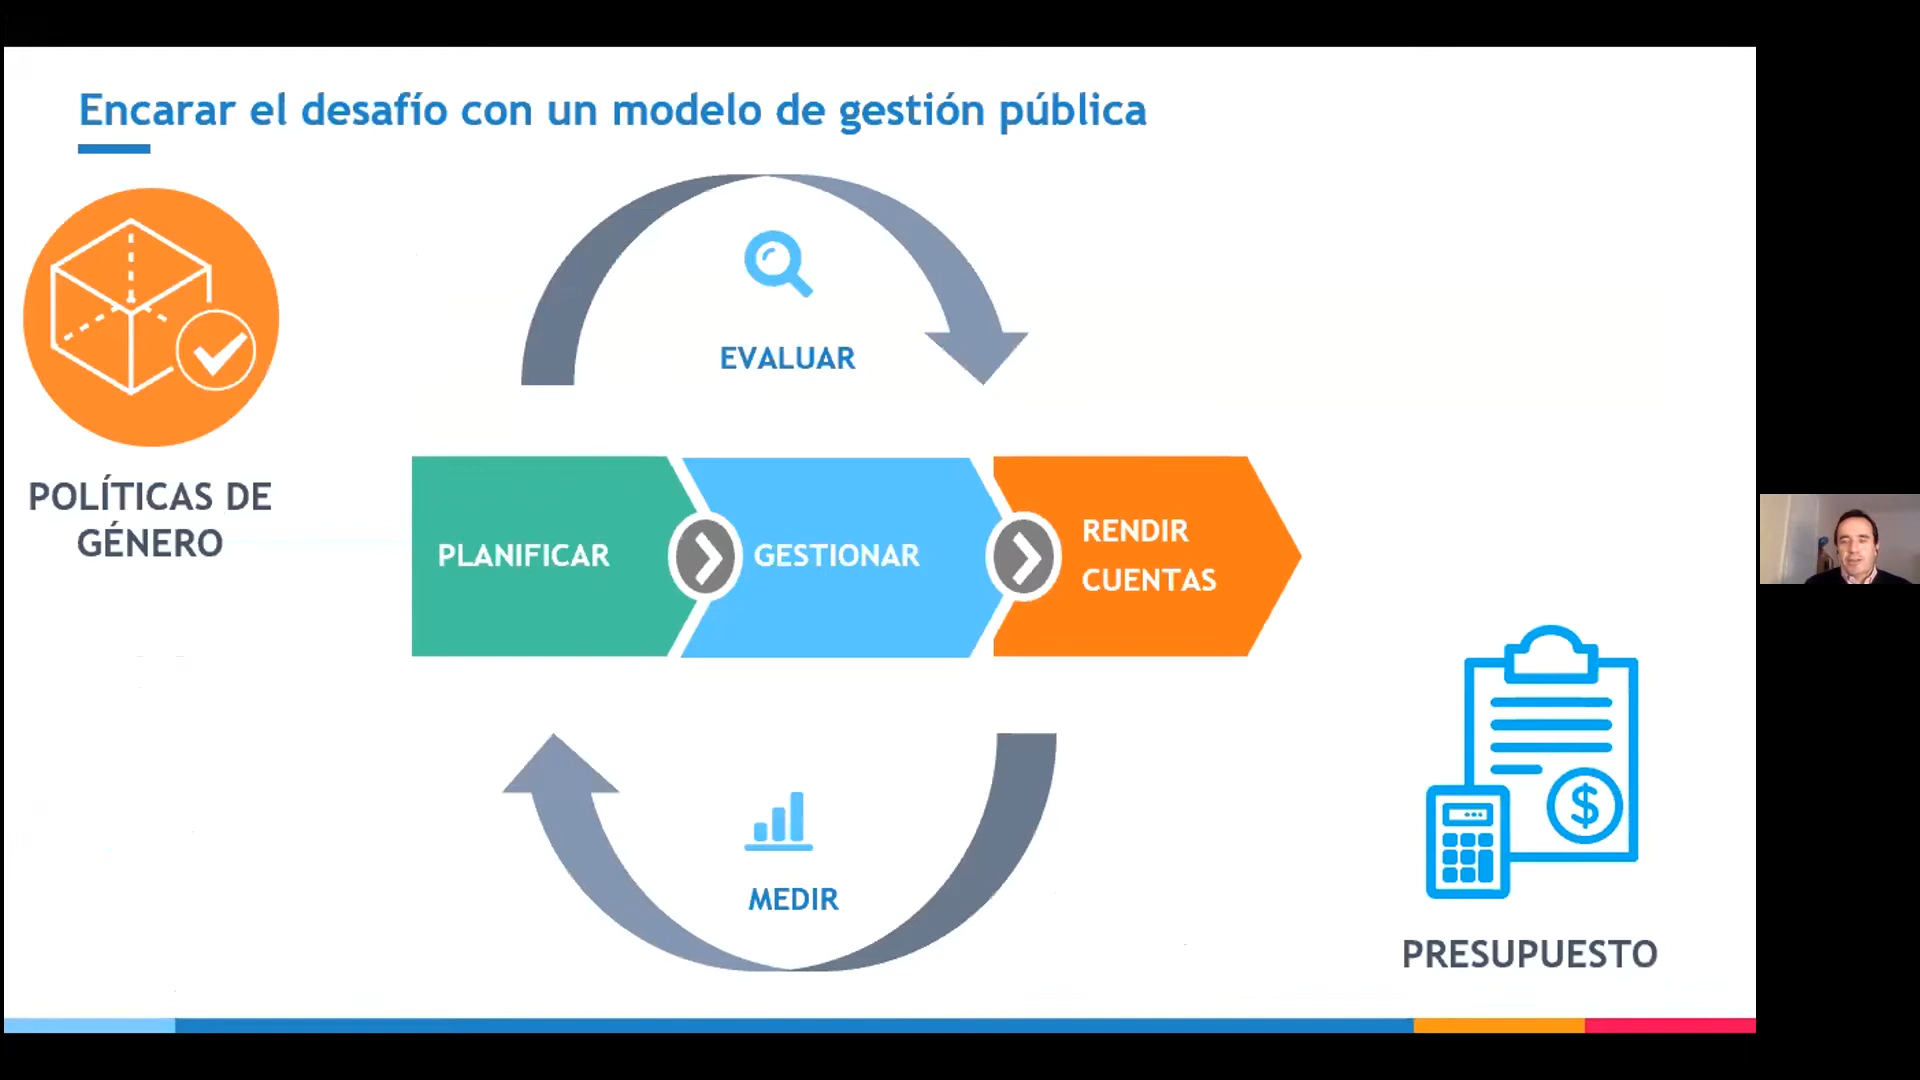 Encarar el desafío con un modelo de gestión pública
EVALUAR
POLÍTICAS DE
GÉNERO
PLANIFICAR
GESTIONAR
RENDIR
CUENTAS
MEDIR
$
PRESUPUESTO